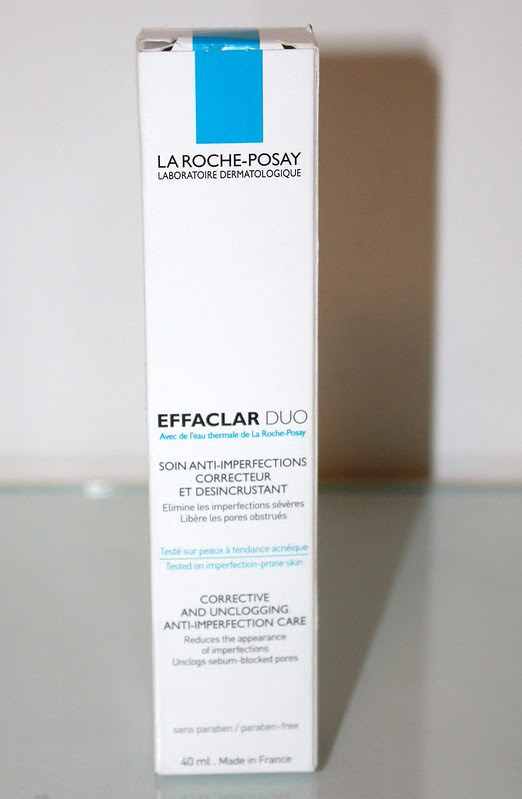 LA ROCHE-POSAY
LABORATOIRE DERMATOLOGIQUE
EFFACLAR DUO
Avec de l'eau thermale de La Roche-Posay
SOIN ANTI-IMPERFECTIONS
CORRECTEUR
ET DESINCRUSTANT
Elimine les imperfections sévères
Libère les pores obstrués
Testé sur peaux à tendance acnéique
Tested on imperfection-prone skin
CORRECTIVE
AND UNCLOGGING
ANTI-IMPERFECTION CARE
Reduces the appearance
of imperfections
Unclogs sebum-blocked pores
sans paraben / paraben-free
40 ml . Made in France